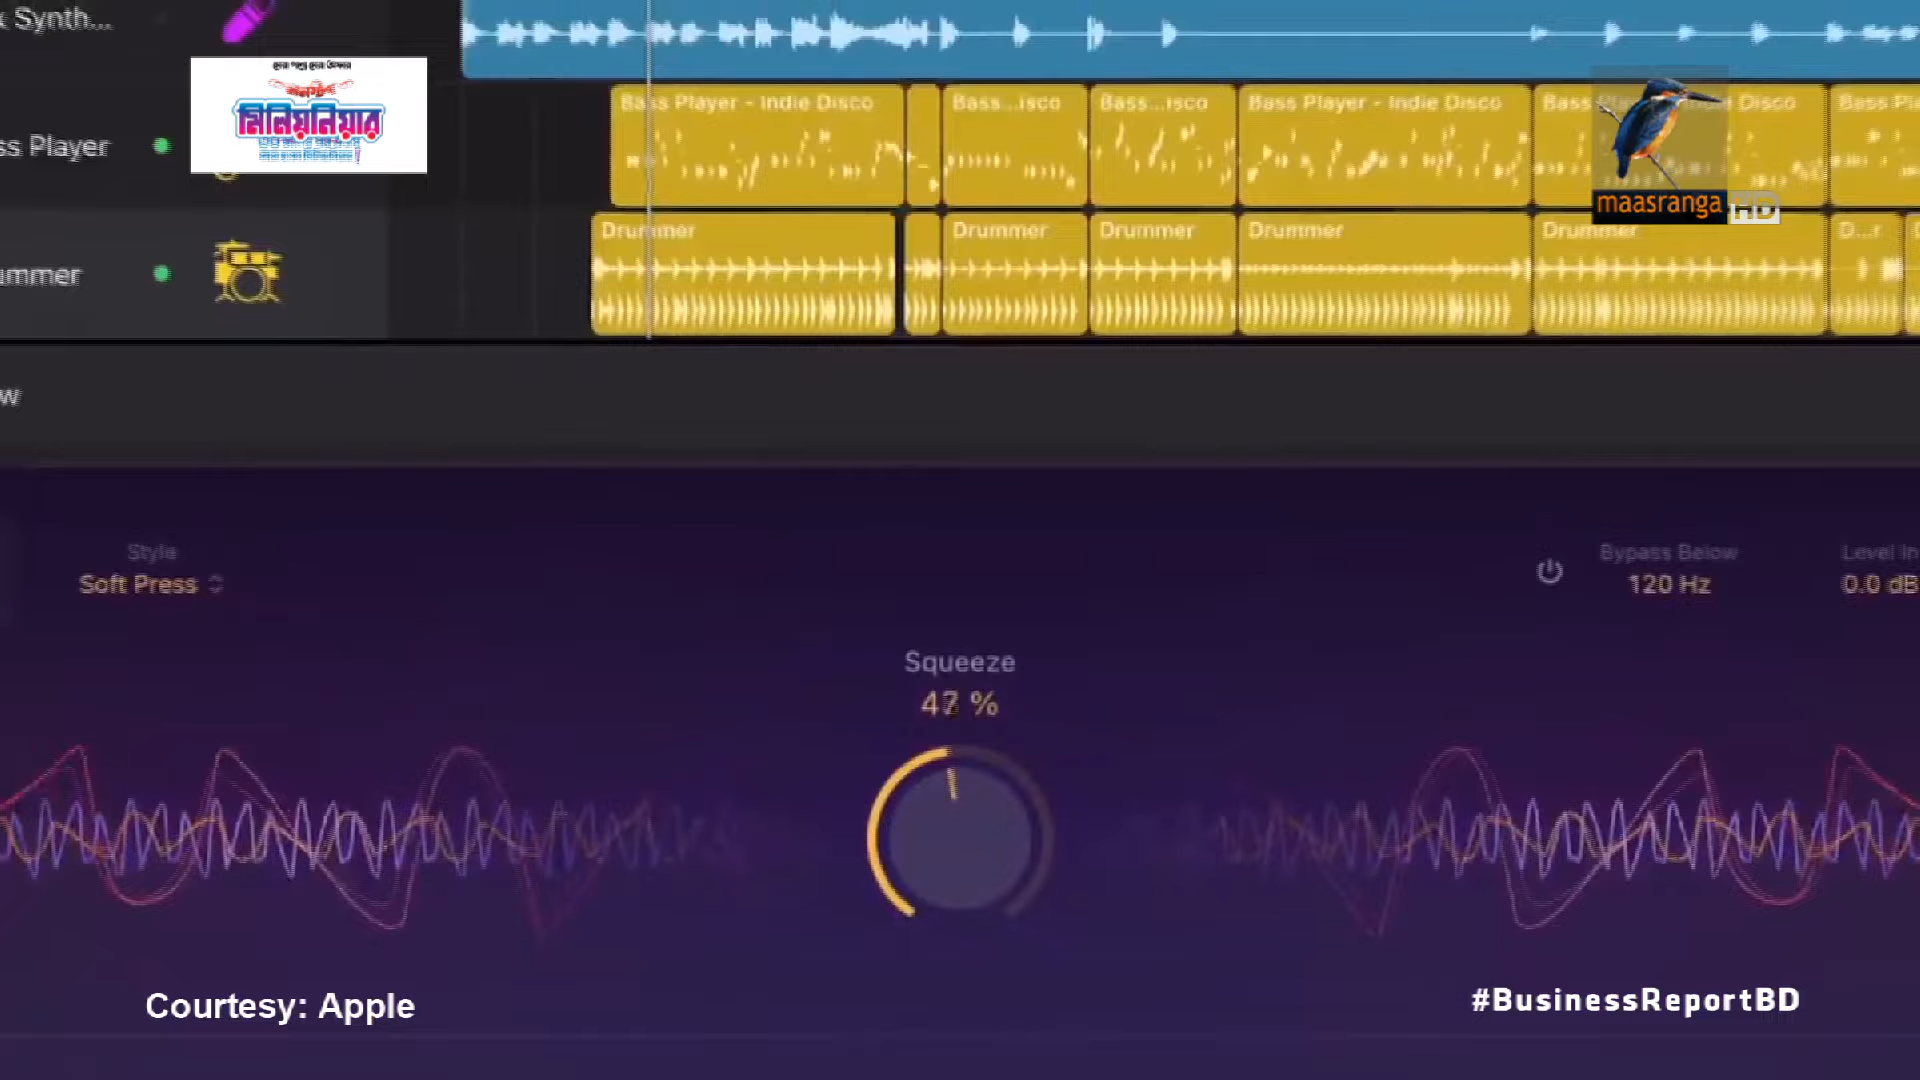 Synth...
Bass Player - Indie Disco
Bass...isco
Bass...isco
Bass Player - Indie Disco
Bass
Disco
ss Player
মিলিয়নিয়ার
maasranga
HD
Drummer
Drummer
Drummer
Drummer
Drummer
D...r
ummer
w
Style
Soft Press
Bypass Below
120 Hz
Level In
0.0 dB
Squeeze
%
Courtesy: Apple
#BusinessReportBD